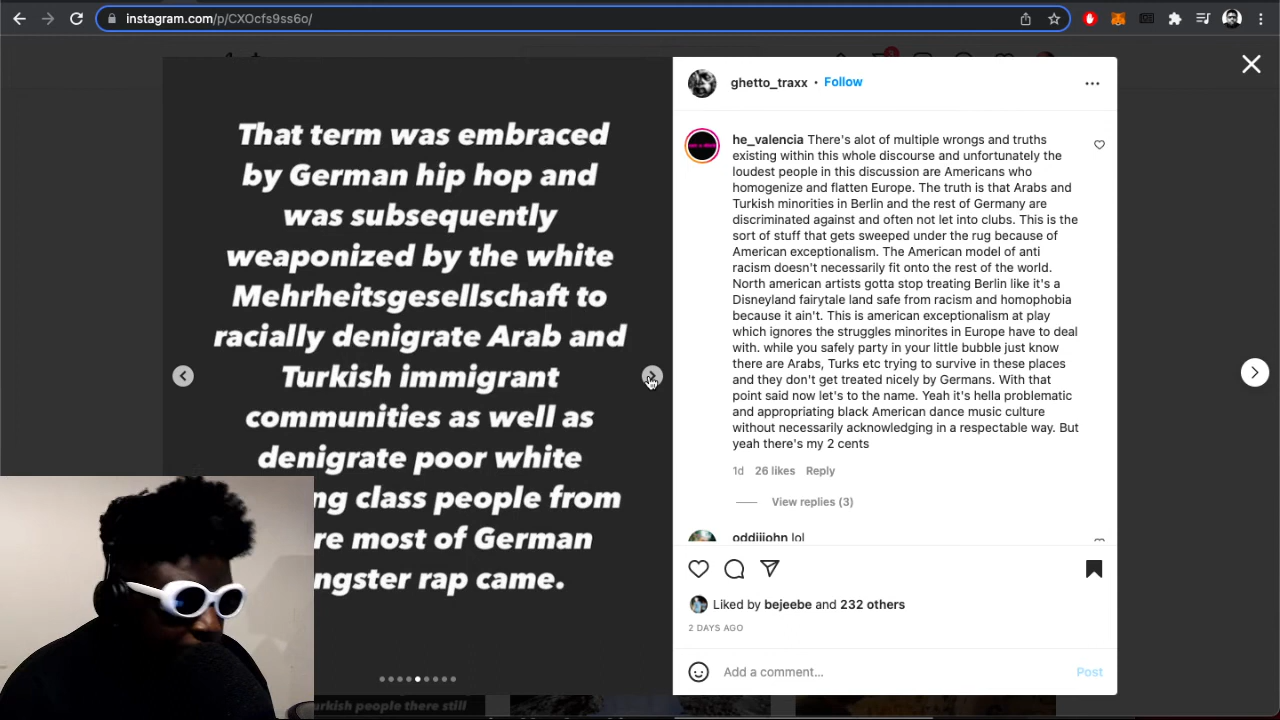 instagram.com/p/CXOcfs9ss6o/
That term was embraced
by German hip hop and
was subsequently
weaponized by the white
Mehrheitsgesellschaft to
racially denigrate Arab and
Turkish immigrant
communities as well as
denigrate poor white
ng class people from
re most of German
ngster rap came.
ghetto_traxx • Follow
he_valencia There's alot of multiple wrongs and truths
existing within this whole discourse and unfortunately the
loudest people in this discussion are Americans who
homogenize and flatten Europe. The truth is that Arabs and
Turkish minorities in Berlin and the rest of Germany are
discriminated against and often not let into clubs. This is the
sort of stuff that gets sweeped under the rug because of
American exceptionalism. The American model of anti
racism doesn't necessarily fit onto the rest of the world.
North american artists gotta stop treating Berlin like it's a
Disneyland fairytale land safe from racism and homophobia
because it ain't. This is american exceptionalism at play
which ignores the struggles minorites in Europe have to deal
with. while you safely party in your little bubble just know
there are Arabs, Turks etc trying to survive in these places
and they don't get treated nicely by Germans. With that
point said now let's to the name. Yeah it's hella problematic
and appropriating black American dance music culture
without necessarily acknowledging in a respectable way. But
yeah there's my 2 cents
1d 26 likes Reply
View replies (3)
oddijjohn lol
Liked by bejeebe and 232 others
2 DAYS AGO
Add a comment...
Post
urkish people there still